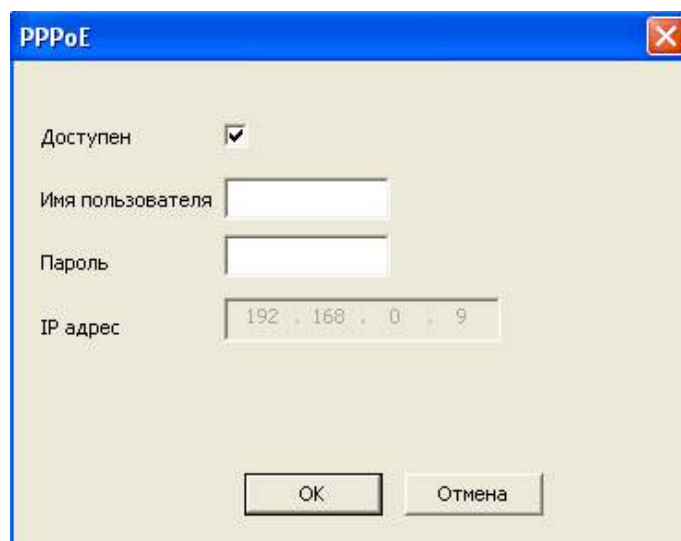 PPPoE
Доступен
Имя пользователя
Пароль
IP адрес 192 . 168 . 0 . 9
OK Отмена